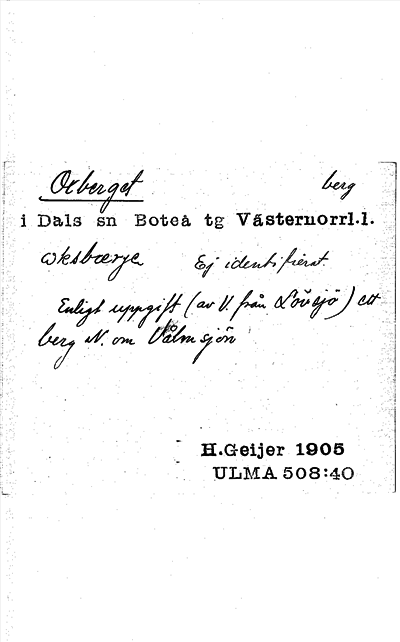 Oxberget berg
i Dals sn Boteå tg Västernorrl.l.
Ej identifierat
Enligt uppgift (av V. från Lövsjö) ett
berg N. om Vålmsjön
H.Geijer 1905
ULMA 508:40